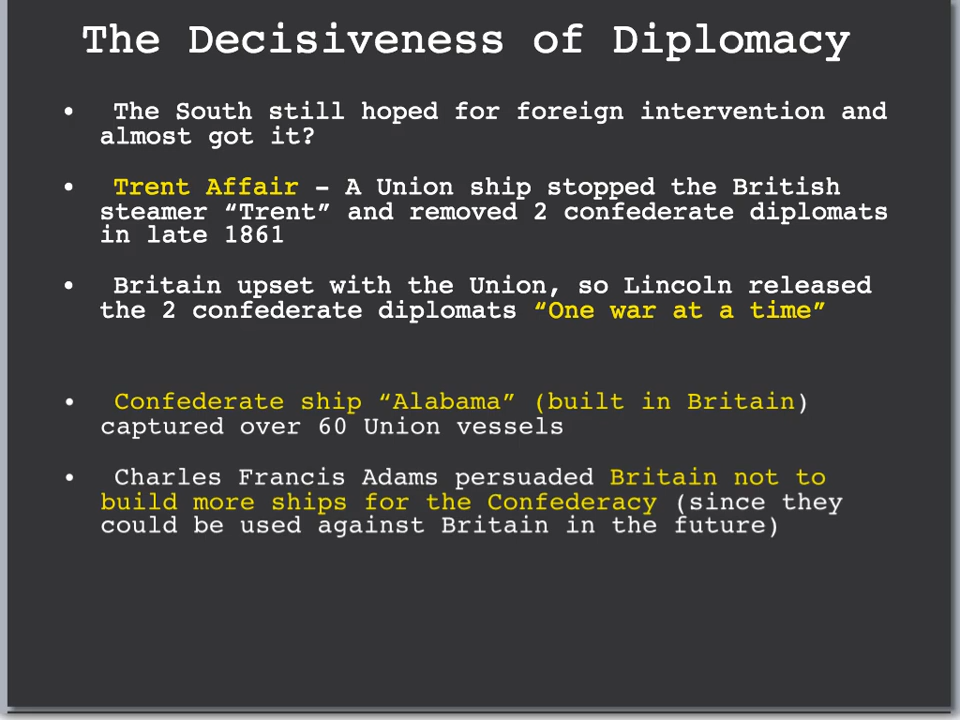 The Decisiveness of Diplomacy
• The South still hoped for foreign intervention and
almost got it?
• Trent Affair – A Union ship stopped the British
steamer “Trent” and removed 2 confederate diplomats
in late 1861
• Britain upset with the Union, so Lincoln released
the 2 confederate diplomats “One war at a time”
• Confederate ship “Alabama” (built in Britain)
captured over 60 Union vessels
• Charles Francis Adams persuaded Britain not to
build more ships for the Confederacy (since they
could be used against Britain in the future)